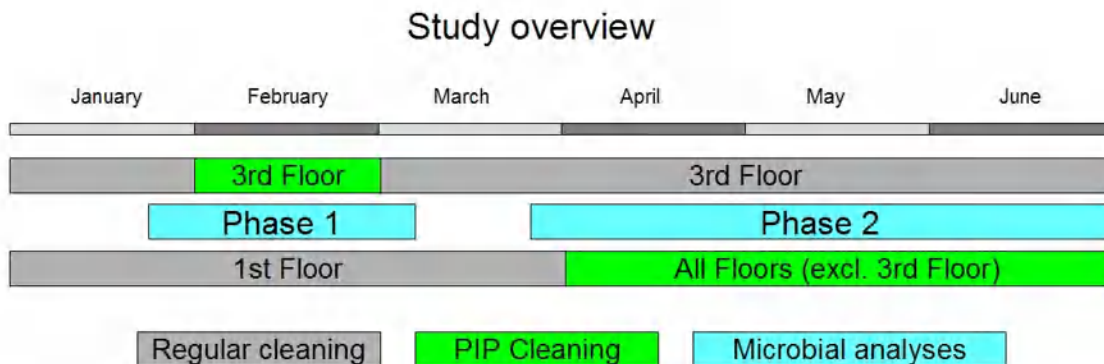 Study overview
January February March April May June
3rd Floor 3rd Floor
Phase 1 Phase 2
1st Floor All Floors (excl. 3rd Floor)
Regular cleaning PIP Cleaning Microbial analyses